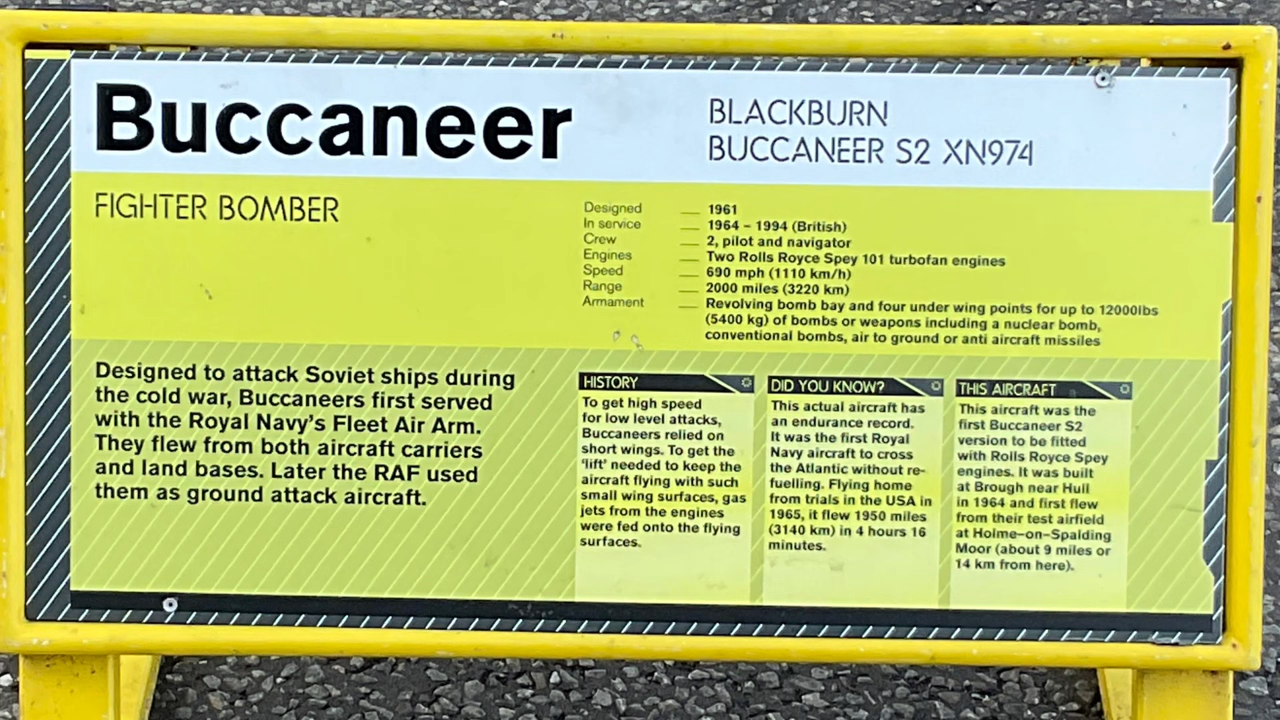 Buccaneer
BLACKBURN
BUCCANEER S2 XN974
FIGHTER BOMBER
Designed __ 1961
In service __ 1964 – 1994 (British)
Crew __ 2, pilot and navigator
Engines __ Two Rolls Royce Spey 101 turbofan engines
Speed __ 690 mph (1110 km/h)
Range __ 2000 miles (3220 km)
Armament __ Revolving bomb bay and four under wing points for up to 12000lbs
(5400 kg) of bombs or weapons including a nuclear bomb,
conventional bombs, air to ground or anti aircraft missiles
Designed to attack Soviet ships during
the cold war, Buccaneers first served
with the Royal Navy's Fleet Air Arm.
They flew from both aircraft carriers
and land bases. Later the RAF used
them as ground attack aircraft.
HISTORY
To get high speed
for low level attacks,
Buccaneers relied on
short wings. To get the
'lift' needed to keep the
aircraft flying with such
small wing surfaces, gas
jets from the engines
were fed onto the flying
surfaces.
DID YOU KNOW?
This actual aircraft has
an endurance record.
It was the first Royal
Navy aircraft to cross
the Atlantic without re-
fuelling. Flying home
from trials in the USA in
1965, it flew 1950 miles
(3140 km) in 4 hours 16
minutes.
THIS AIRCRAFT
This aircraft was the
first Buccaneer S2
version to be fitted
with Rolls Royce Spey
engines. It was built
at Brough near Hull
in 1964 and first flew
from their test airfield
at Holme-on-Spalding
Moor (about 9 miles or
14 km from here).